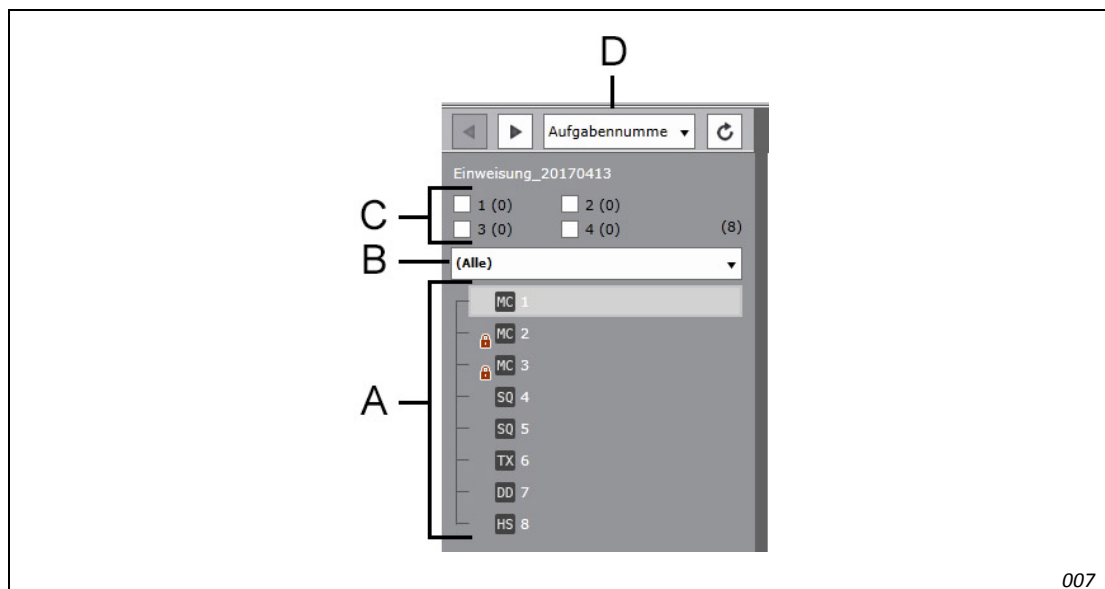 D
Aufgabennumme
Einweisung_20170413
C
1 (0) 2 (0)
3 (0) 4 (0) (8)
B (Alle)
MC 1
MC 2
MC 3
A SQ 4
SQ 5
TX 6
DD 7
HS 8
007